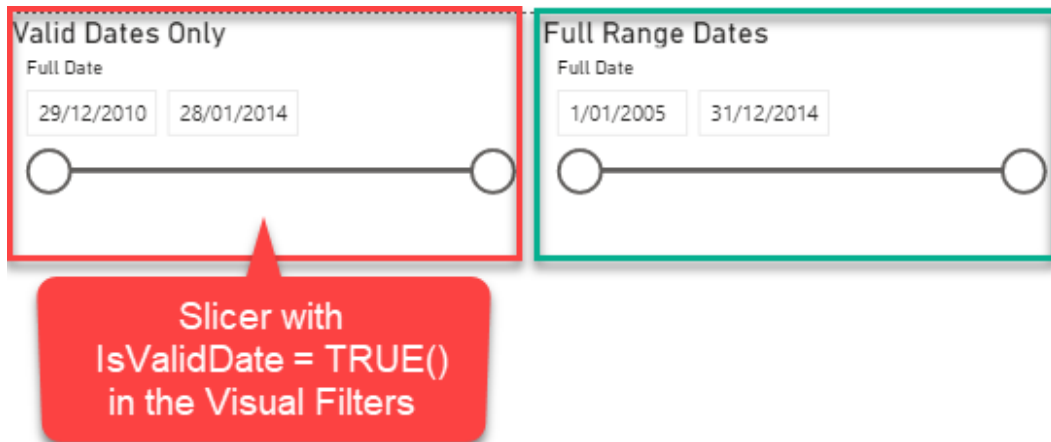 Valid Dates Only
Full Date
29/12/2010 28/01/2014
Full Range Dates
Full Date
1/01/2005 31/12/2014
Slicer with
IsValidDate = TRUE()
in the Visual Filters